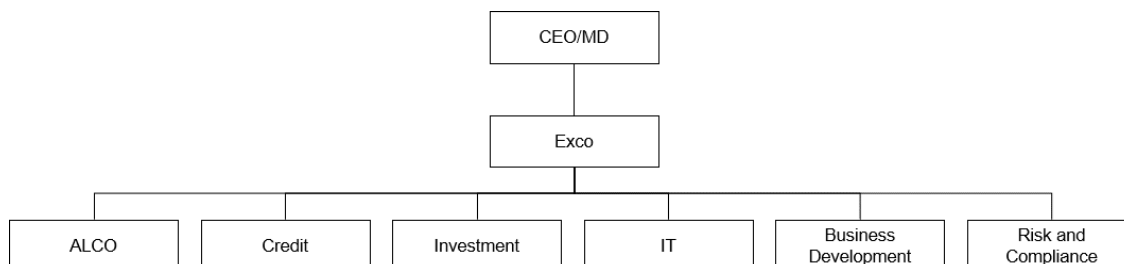 CEO/MD
Exco
ALCO
Credit
Investment
IT
Business
Development
Risk and
Compliance